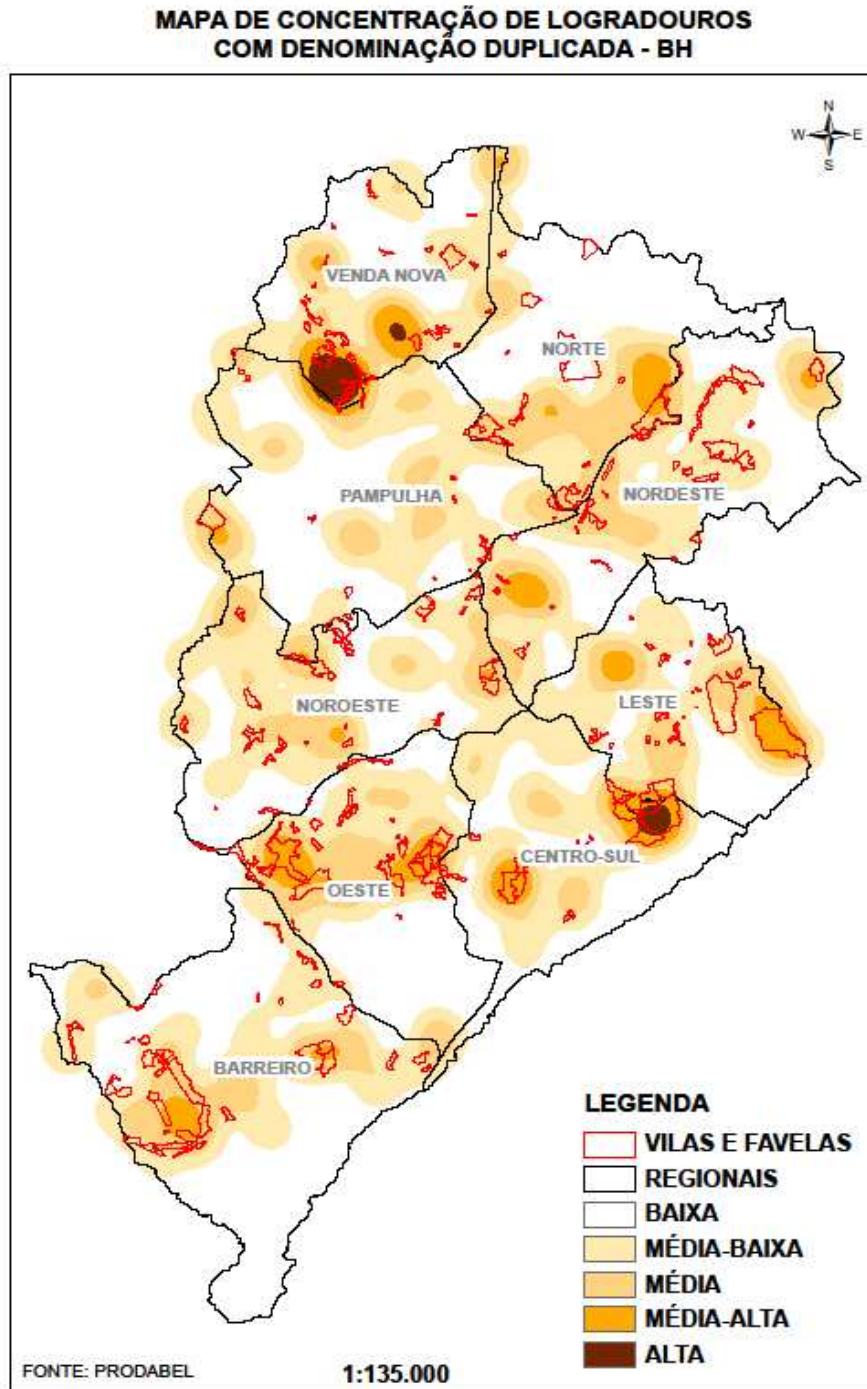 MAPA DE CONCENTRAÇÃO DE LOGRADOUROS
COM DENOMINAÇÃO DUPLICADA - BH
N
W E
S
VENDA NOVA
NORTE
PAMPULHA
NORDESTE
NOROESTE
LESTE
CENTRO-SUL
OESTE
BARREIRO
LEGENDA
VILAS E FAVELAS
REGIONAIS
BAIXA
MÉDIA-BAIXA
MÉDIA
MÉDIA-ALTA
ALTA
FONTE: PRODABEL
1:135.000